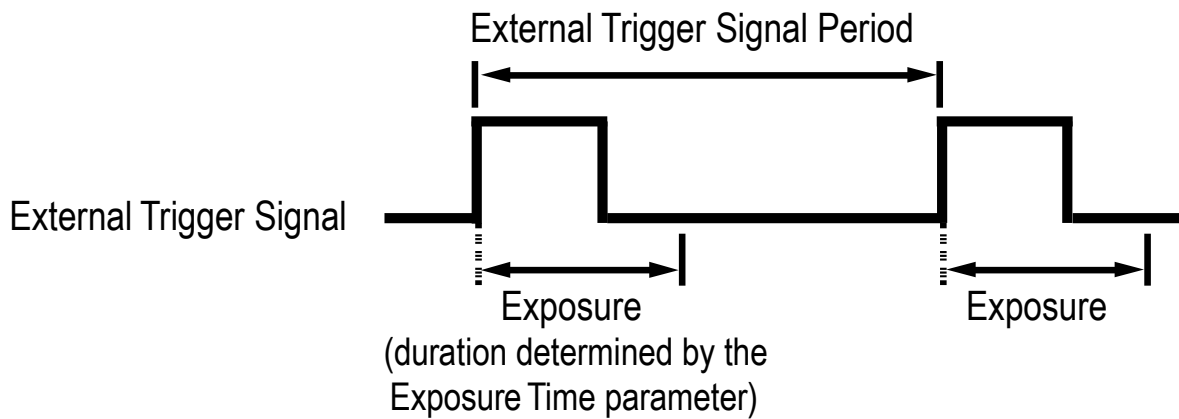 External Trigger Signal Period
External Trigger Signal
Exposure
(duration determined by the
Exposure Time parameter)
Exposure